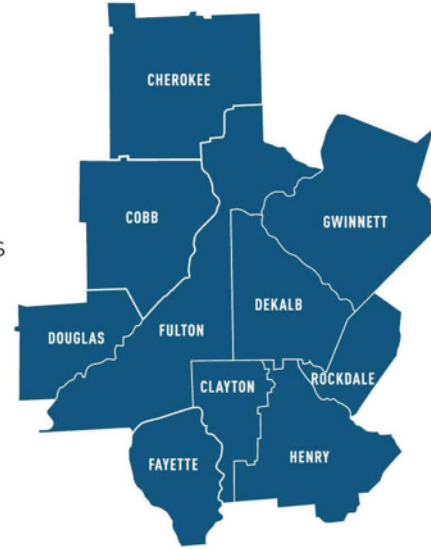 CHEROKEE
COBB
GWINNETT
S
DEKALB
FULTON
DOUGLAS
ROCKDALE
CLAYTON
HENRY
FAYETTE